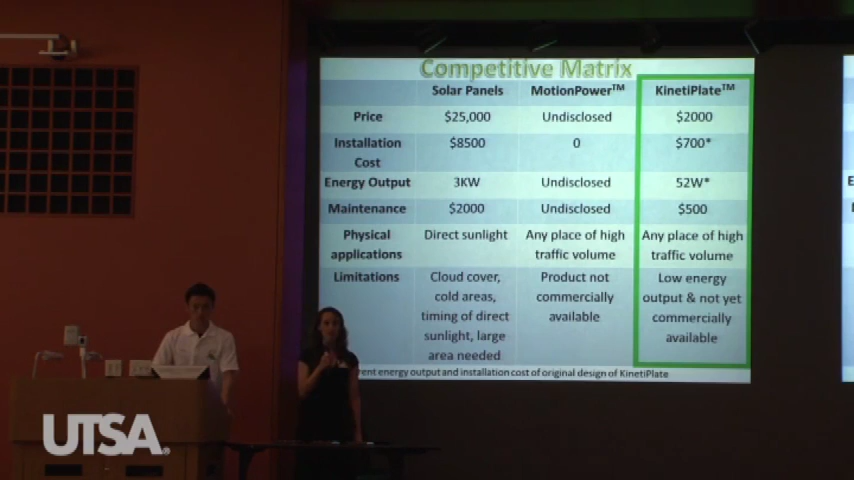 Competitive Matrix
Solar Panels MotionPower™ KinetiPlate™
Price $25,000 Undisclosed $2000
Installation Cost $8500 0 $700*
Energy Output 3KW Undisclosed 52W*
Maintenance $2000 Undisclosed $500
Physical applications Direct sunlight Any place of high traffic volume Any place of high traffic volume
Limitations Cloud cover, cold areas, timing of direct sunlight, large area needed Product not commercially available Low energy output & not yet commercially available
rent energy output and installation cost of original design of KinetiPlate
UTSA®